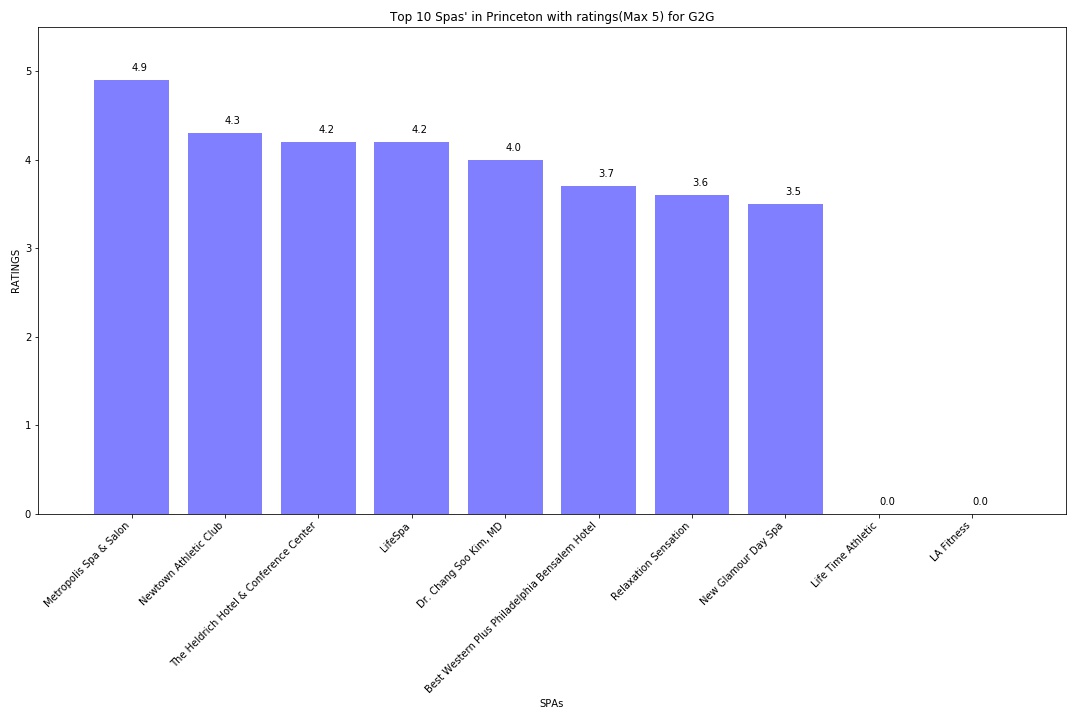 Top 10 Spas' in Princeton with ratings(Max 5) for G2G
RATINGS
5
4
3
2
1
0
4.9
4.3
4.2
4.2
4.0
3.7
3.6
3.5
0.0
0.0
Metropolis Spa & Salon
Newtown Athletic Club
The Heldrich Hotel & Conference Center
LifeSpa
Dr. Chang Soo Kim, MD
Best Western Plus Philadelphia Bensalem Hotel
Relaxation Sensation
New Glamour Day Spa
Life Time Athletic
LA Fitness
SPAs